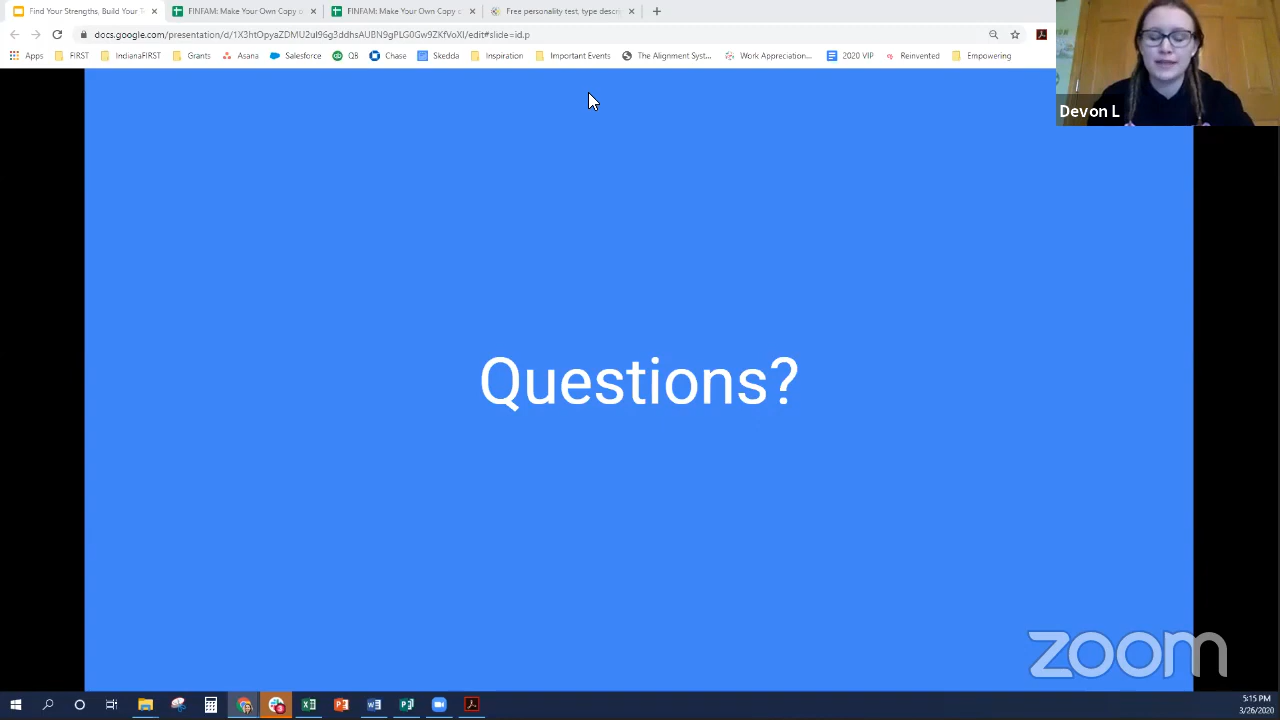 Find Your Strengths, Build Your T
FINFAM: Make Your Own Copy o
FINFAM: Make Your Own Copy o
Free personality test, type descri
docs.google.com/presentation/d/1X3htOpyaZDMU2uI96g3ddhsAUBN9gPLG0Gw9ZKfVoXI/edit#slide=id.p
Apps
FIRST
IndianaFIRST
Grants
Asana
Salesforce
QB
Chase
Skedda
Inspiration
Important Events
The Alignment Syst...
Work Appreciation...
2020 VIP
Reinvented
Empowering
Devon L
Questions?
zoom
5:15 PM
3/26/2020